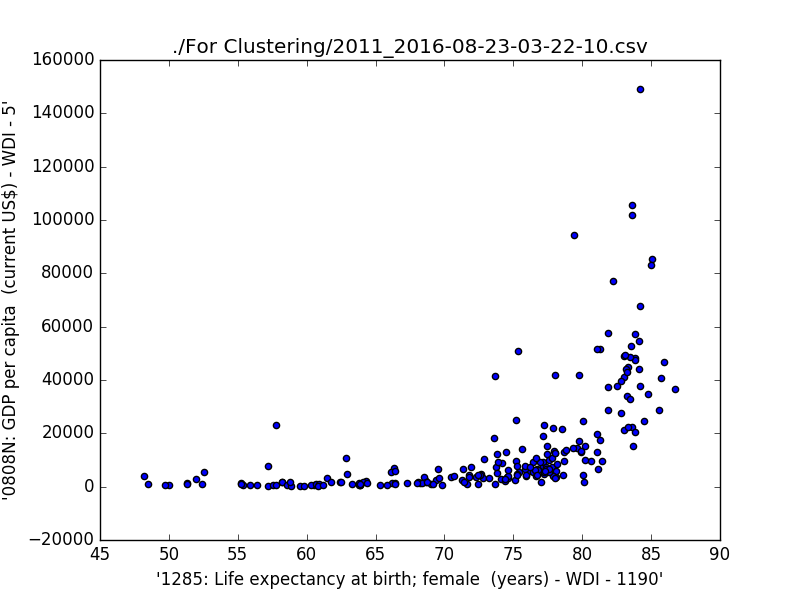 ./For Clustering/2011_2016-08-23-03-22-10.csv
160000
140000
120000
100000
80000
60000
40000
20000
0
−20000
'0808N: GDP per capita  (current US$) - WDI - 5'
45 50 55 60 65 70 75 80 85 90
'1285: Life expectancy at birth; female  (years) - WDI - 1190'